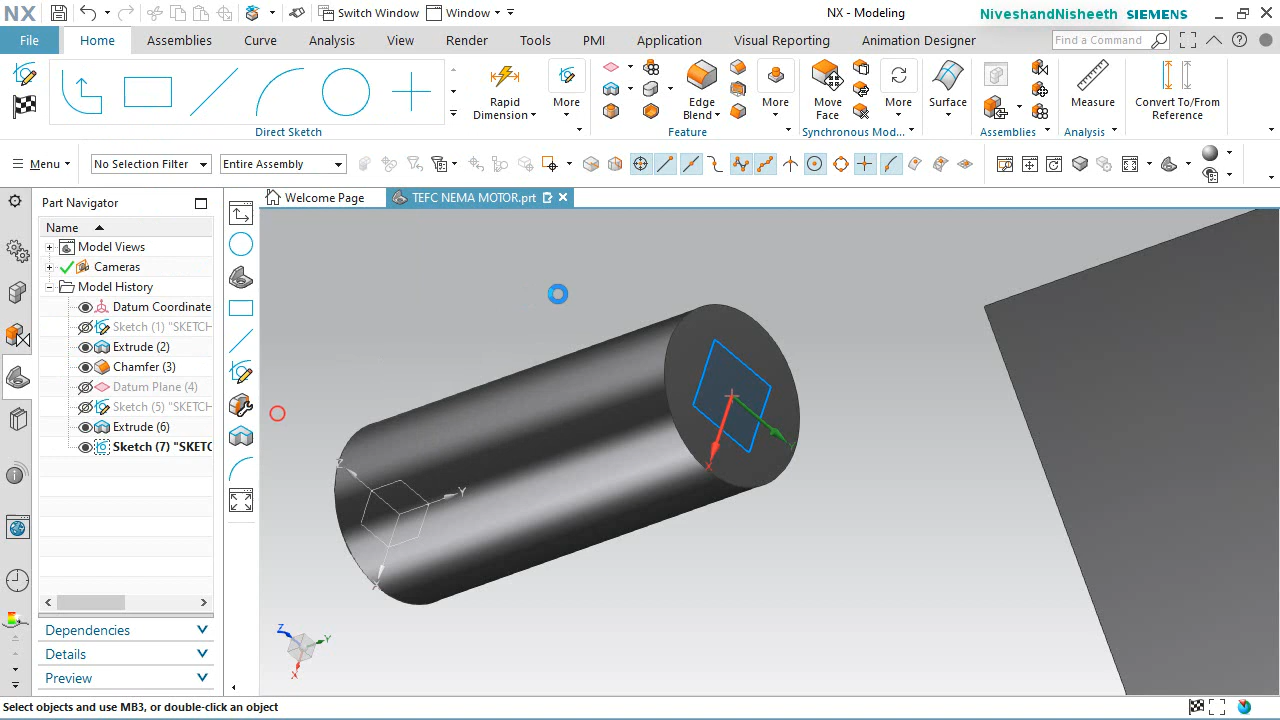 NX
Switch Window
Window
NX - Modeling
NiveshandNisheeth SIEMENS
File
Home
Assemblies
Curve
Analysis
View
Render
Tools
PMI
Application
Visual Reporting
Animation Designer
Find a Command
Direct Sketch
Rapid
Dimension
More
Edge
Blend
More
Feature
Move
Face
More
Synchronous Mod...
Surface
Assemblies
Measure
Analysis
Convert To/From
Reference
Menu
No Selection Filter
Entire Assembly
Part Navigator
Welcome Page
TEFC NEMA MOTOR.prt
Name
Model Views
Cameras
Model History
Datum Coordinate
Sketch (1) "SKETCH
Extrude (2)
Chamfer (3)
Datum Plane (4)
Sketch (5) "SKETCH
Extrude (6)
Sketch (7) "SKETC
Dependencies
Details
Preview
Z
Y
X
X
Y
Z
Y
X
Select objects and use MB3, or double-click an object